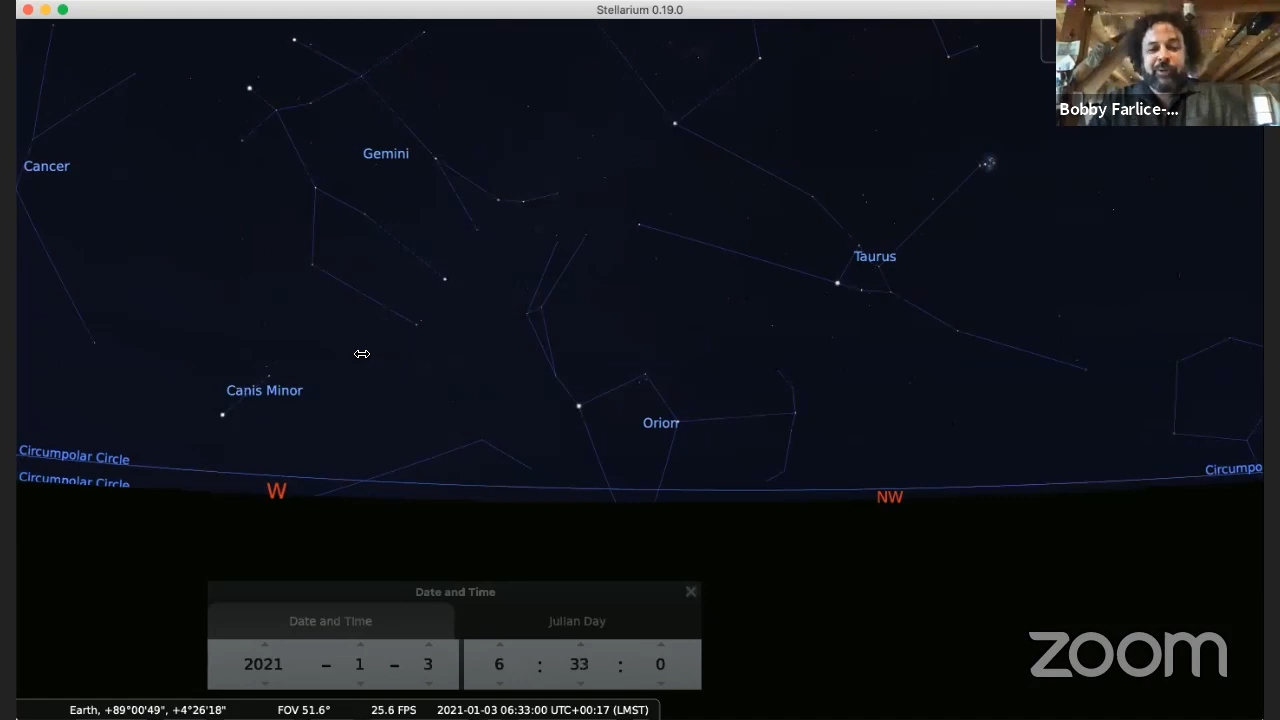 Stellarium 0.19.0
Bobby Farlice-...
Gemini
Cancer
Taurus
Canis Minor
Orion
Circumpolar Circle
Circumpo
Circumpolar Circle
W
NW
Date and Time
Date and Time
Julian Day
2021 - 1 - 3
6 : 33 : 0
zoom
Earth, +89°00'49", +4°26'18" FOV 51.6° 25.6 FPS 2021-01-03 06:33:00 UTC+00:17 (LMST)